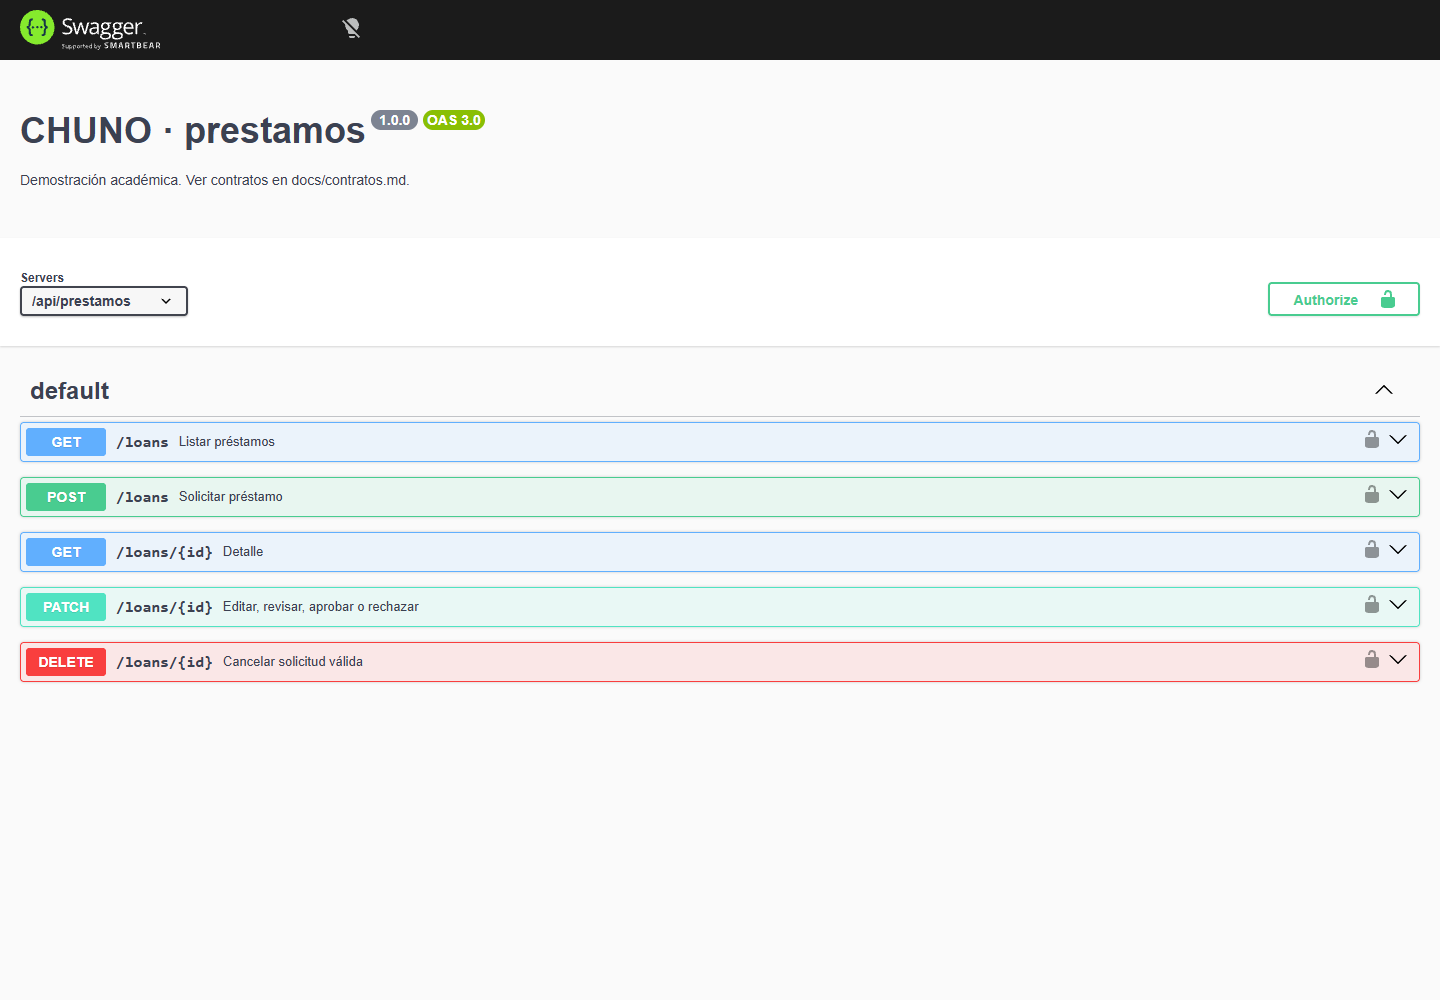 Swagger
Supported by SMARTBEAR
CHUNO · prestamos 1.0.0 OAS 3.0
Demostración académica. Ver contratos en docs/contratos.md.
Servers
/api/prestamos
Authorize
default
GET /loans Listar préstamos
POST /loans Solicitar préstamo
GET /loans/{id} Detalle
PATCH /loans/{id} Editar, revisar, aprobar o rechazar
DELETE /loans/{id} Cancelar solicitud válida